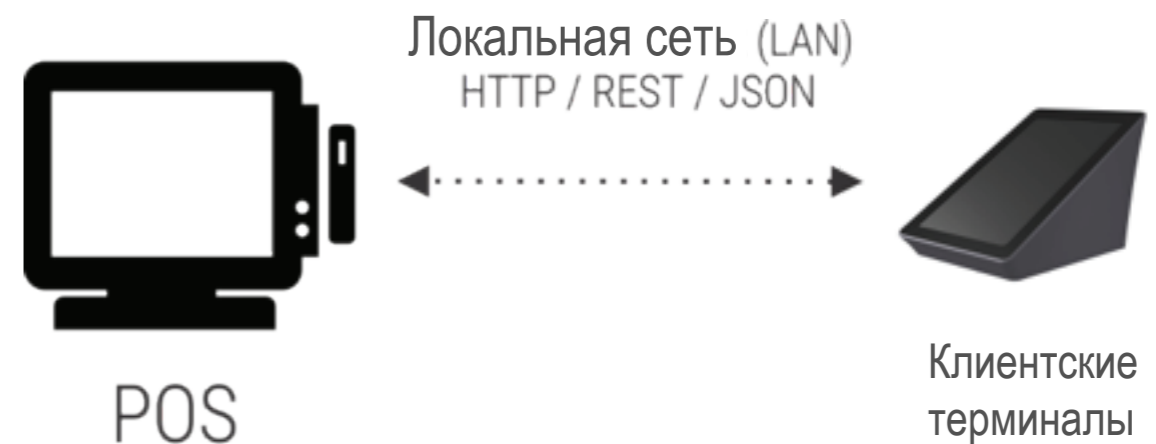 Локальная сеть (LAN)
HTTP / REST / JSON
POS
Клиентские
терминалы